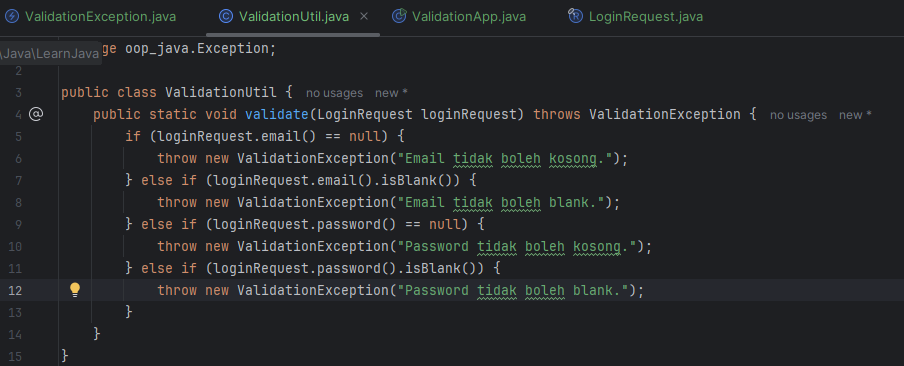 ValidationException.java ValidationUtil.java × ValidationApp.java LoginRequest.java
\Java\LearnJava
ge oop_java.Exception;
2
3 public class ValidationUtil { no usages new *
4 @ public static void validate(LoginRequest loginRequest) throws ValidationException { no usages new *
5 if (loginRequest.email() == null) {
6 throw new ValidationException("Email tidak boleh kosong.");
7 } else if (loginRequest.email().isBlank()) {
8 throw new ValidationException("Email tidak boleh blank.");
9 } else if (loginRequest.password() == null) {
10 throw new ValidationException("Password tidak boleh kosong.");
11 } else if (loginRequest.password().isBlank()) {
12 throw new ValidationException("Password tidak boleh blank.");
13 }
14 }
15 }